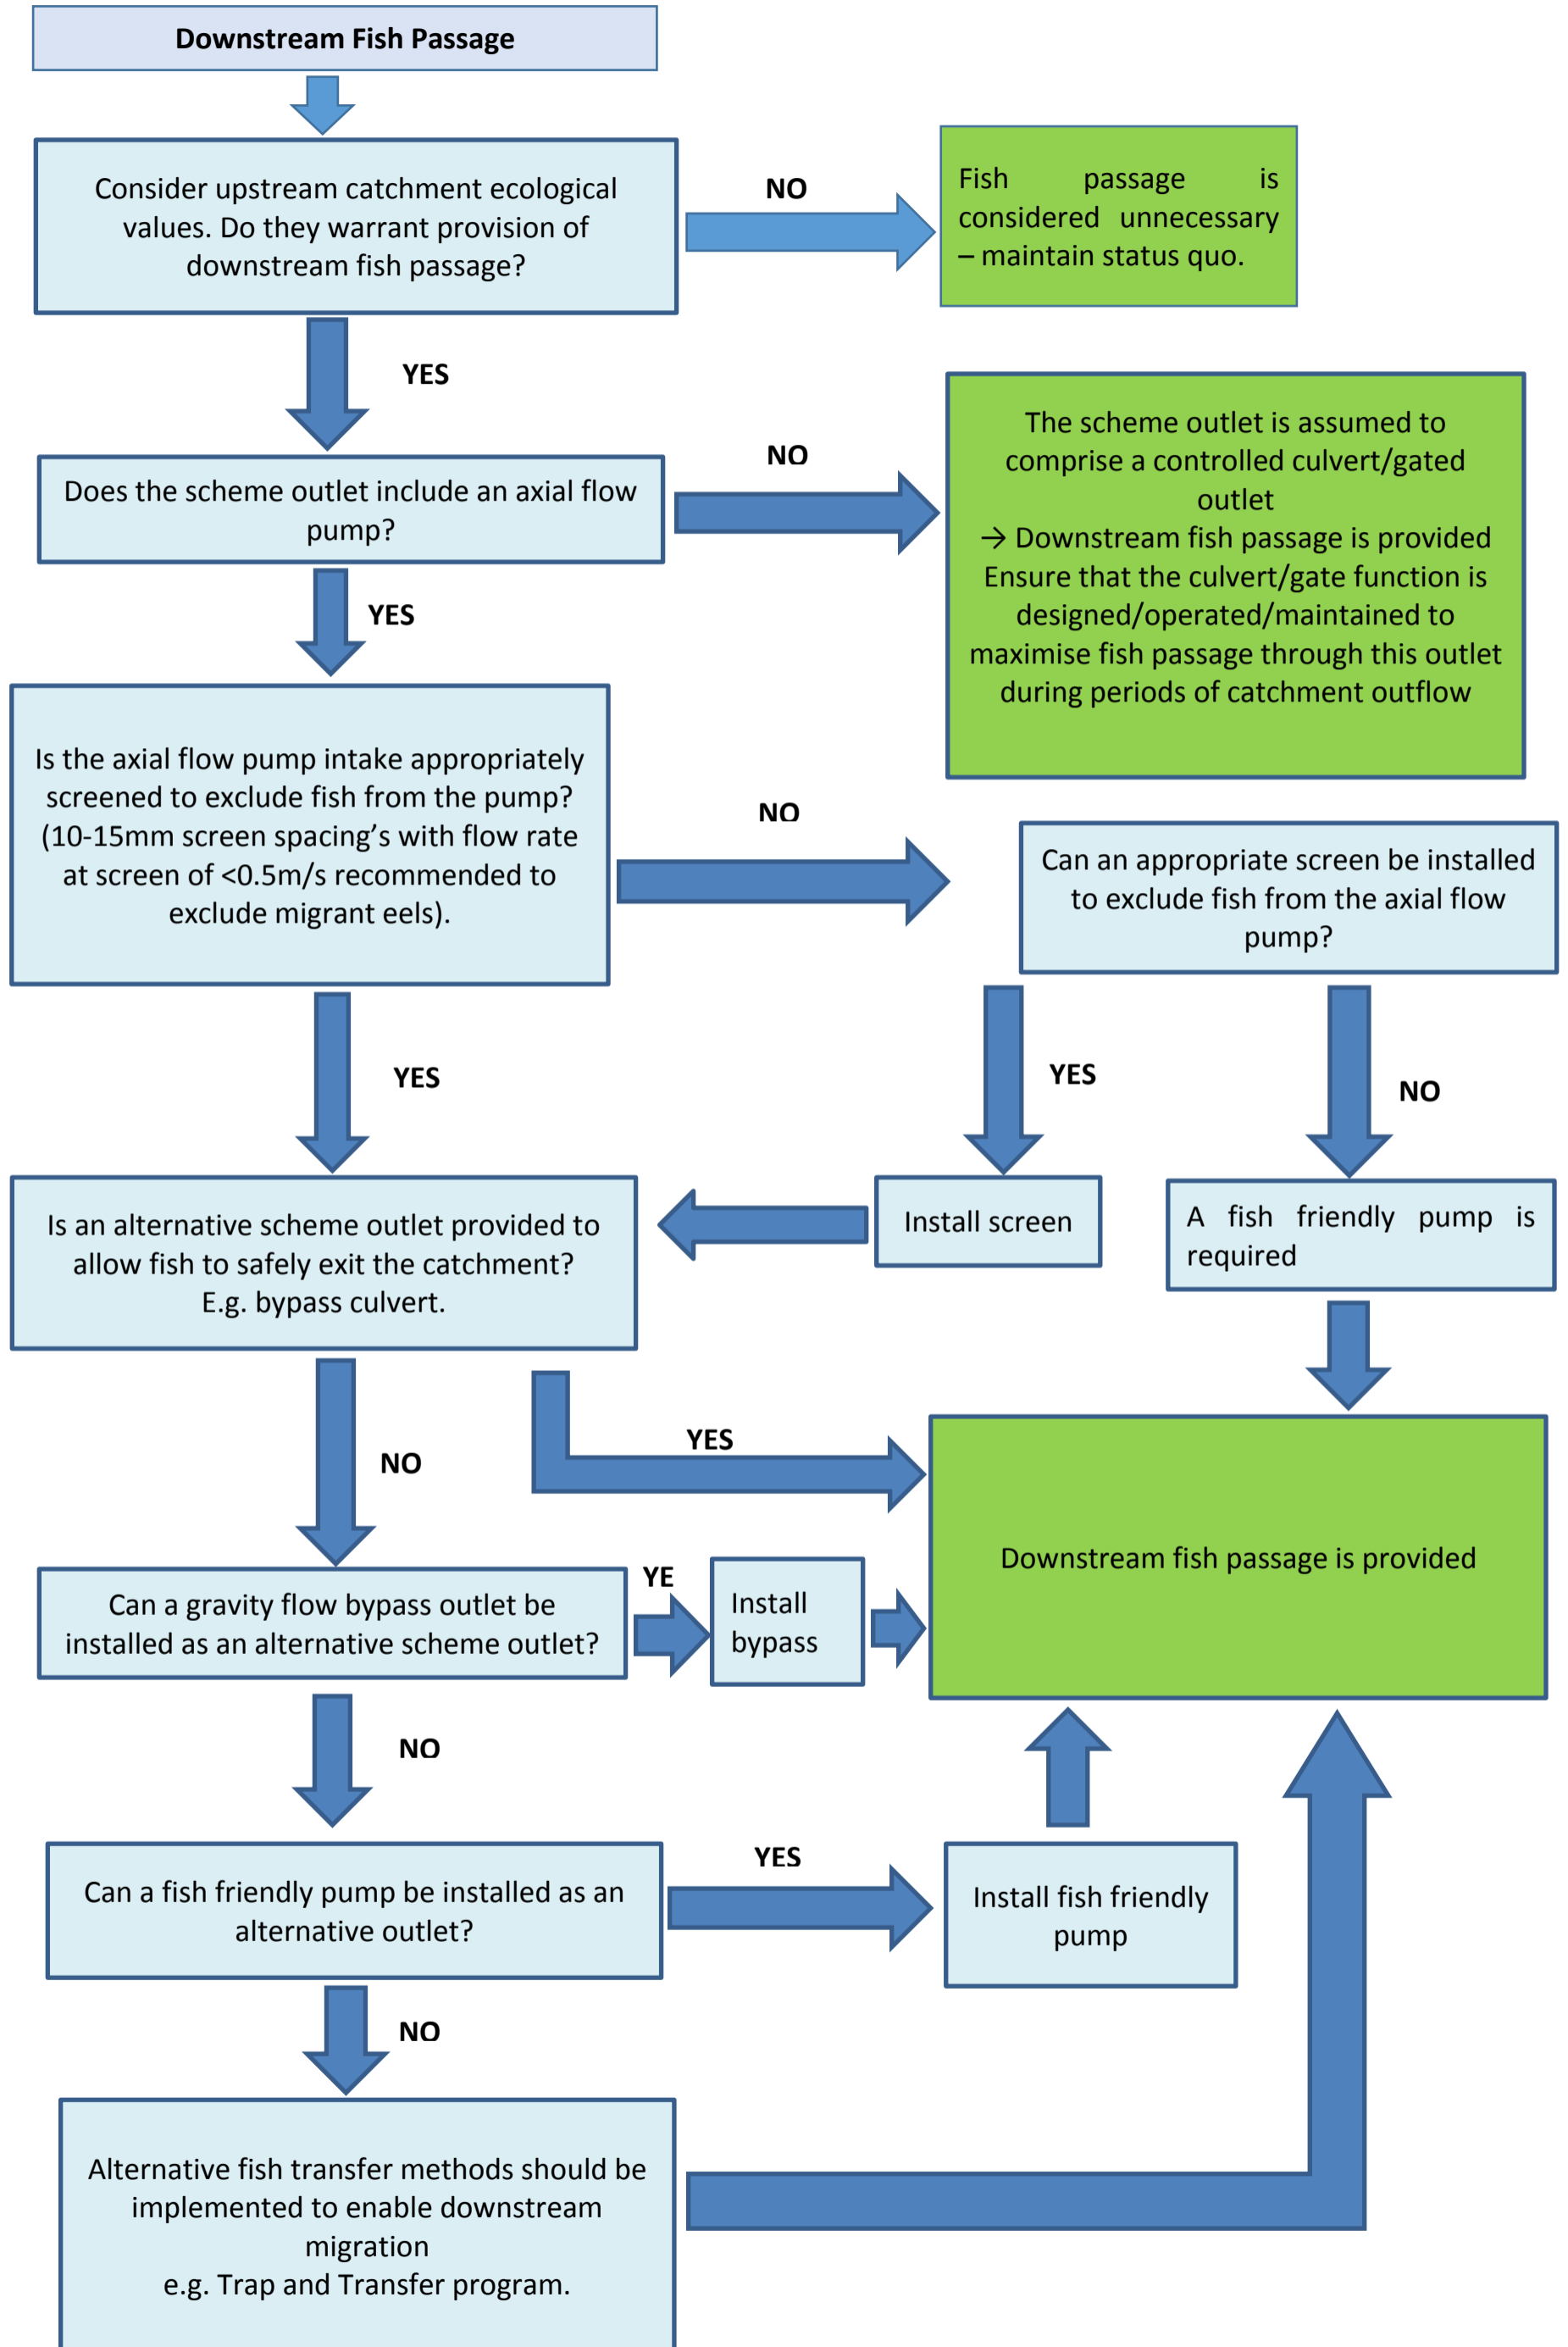 Downstream Fish Passage
Consider upstream catchment ecological
values. Do they warrant provision of
downstream fish passage?
NO
Fish passage is
considered unnecessary
– maintain status quo.
YES
Does the scheme outlet include an axial flow
pump?
NO
The scheme outlet is assumed to
comprise a controlled culvert/gated
outlet
→ Downstream fish passage is provided
Ensure that the culvert/gate function is
designed/operated/maintained to
maximise fish passage through this outlet
during periods of catchment outflow
YES
Is the axial flow pump intake appropriately
screened to exclude fish from the pump?
(10-15mm screen spacing's with flow rate
at screen of <0.5m/s recommended to
exclude migrant eels).
NO
Can an appropriate screen be installed
to exclude fish from the axial flow
pump?
YES
YES
NO
Is an alternative scheme outlet provided to
allow fish to safely exit the catchment?
E.g. bypass culvert.
Install screen
A fish friendly pump is
required
NO
YES
Downstream fish passage is provided
Can a gravity flow bypass outlet be
installed as an alternative scheme outlet?
YE
Install
bypass
NO
Can a fish friendly pump be installed as an
alternative outlet?
YES
Install fish friendly
pump
NO
Alternative fish transfer methods should be
implemented to enable downstream
migration
e.g. Trap and Transfer program.